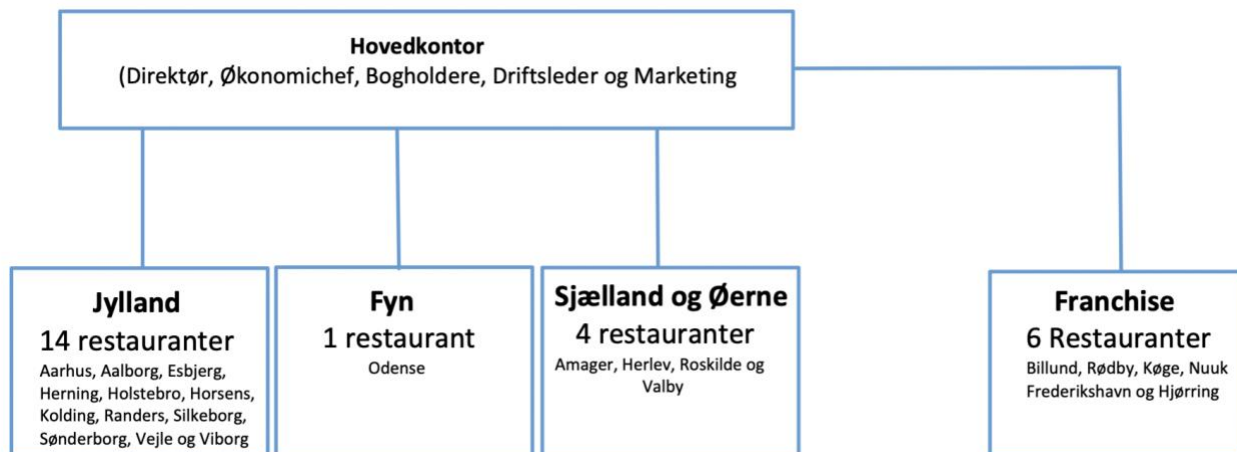 Hovedkontor
(Direktør, Økonomichef, Bogholdere, Driftsleder og Marketing
Jylland
14 restauranter
Aarhus, Aalborg, Esbjerg,
Herning, Holstebro, Horsens,
Kolding, Randers, Silkeborg,
Sønderborg, Vejle og Viborg
Fyn
1 restaurant
Odense
Sjælland og Øerne
4 restauranter
Amager, Herlev, Roskilde og
Valby
Franchise
6 Restauranter
Billund, Rødby, Køge, Nuuk
Frederikshavn og Hjørring